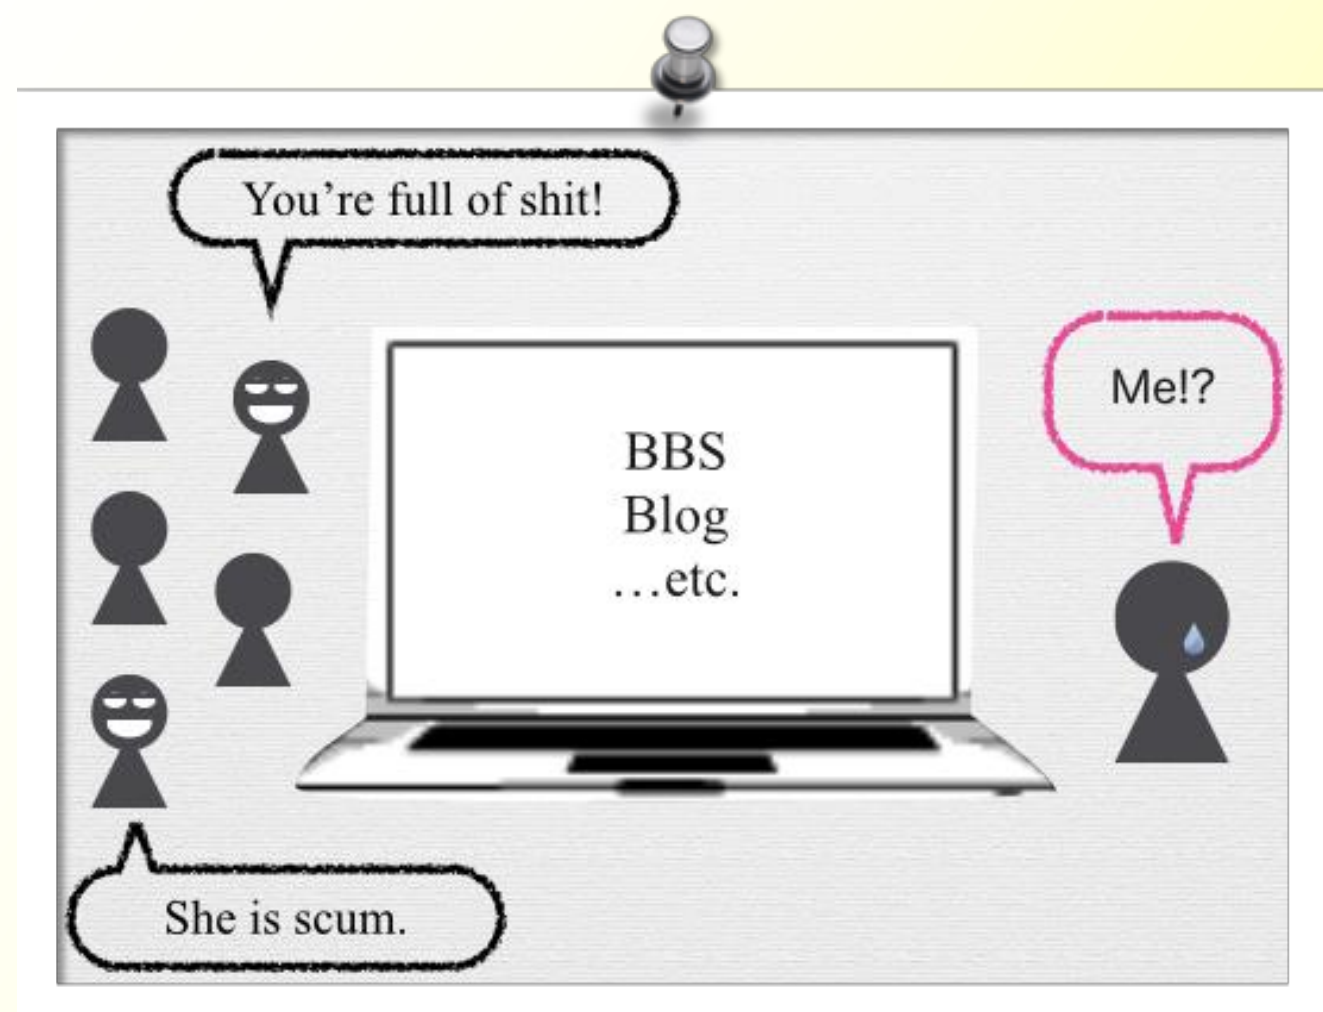 You’re full of shit!
Me!?
BBS
Blog
…etc.
She is scum.